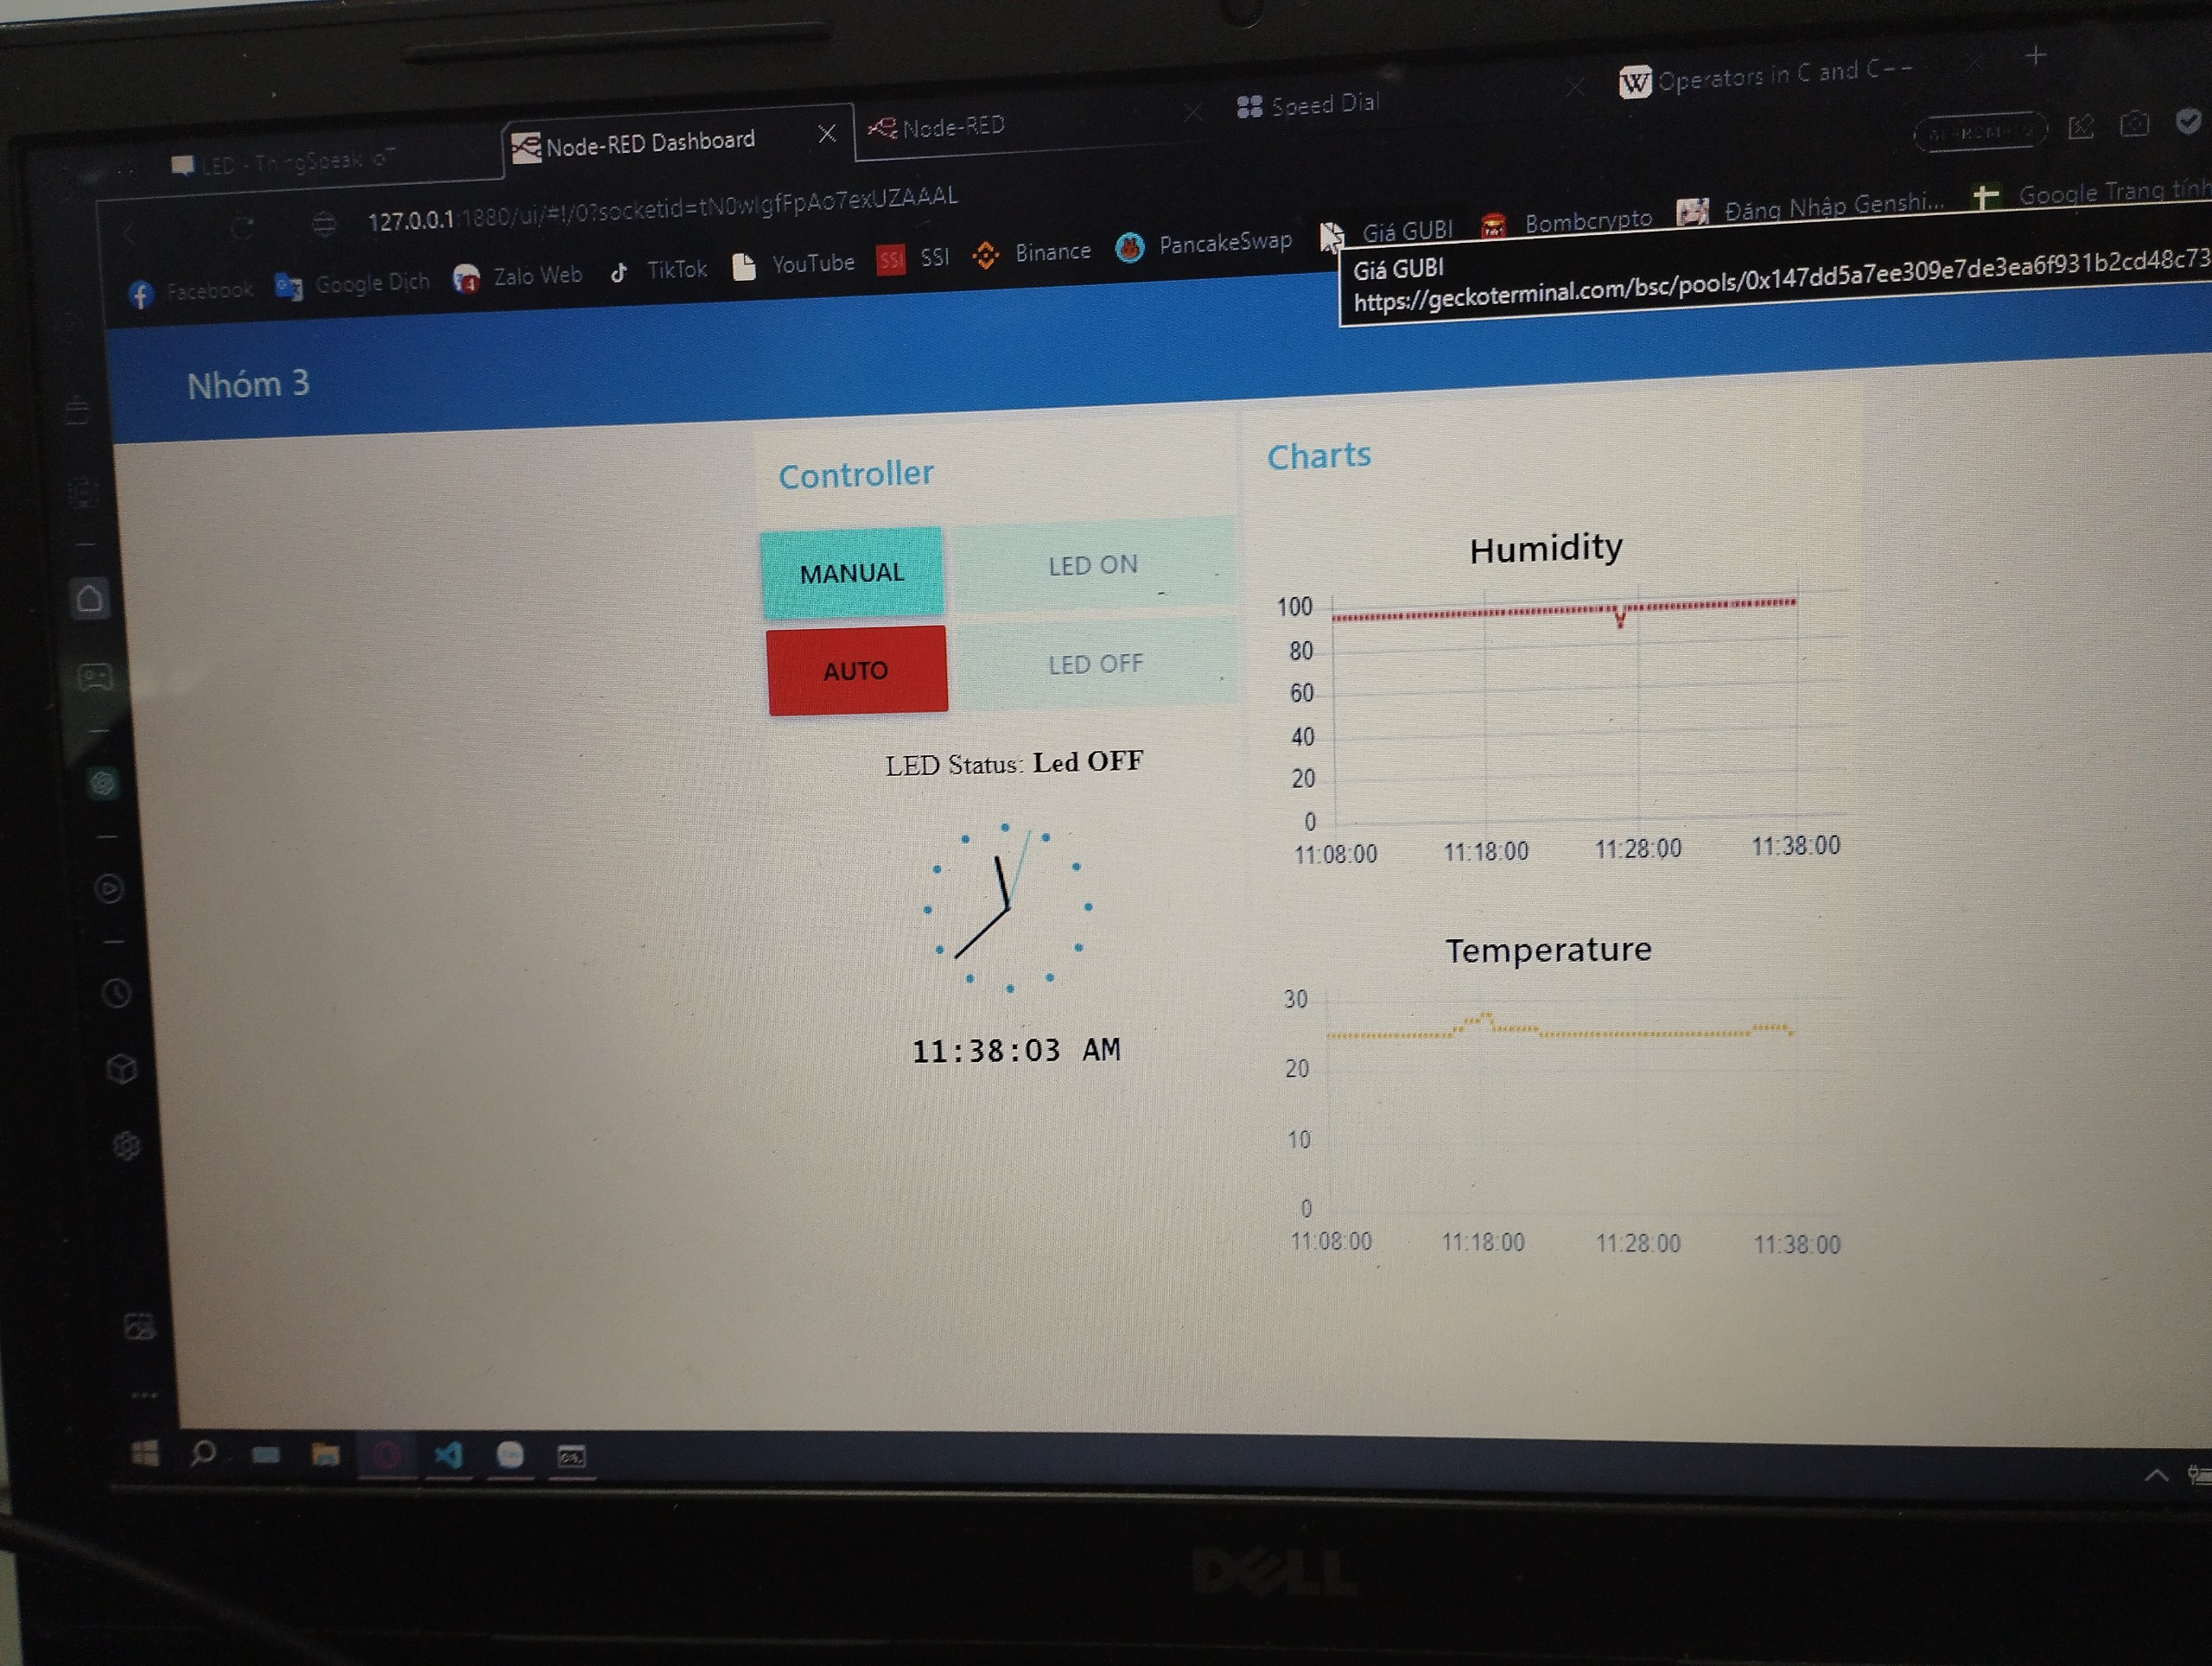 LED - ThingSpeak IoT
Node-RED Dashboard
Node-RED
Speed Dial
W Operators in C and C--
127.0.0.1:1880/ui/#!/0?socketid=tN0wIgfFpAo7exUZAAAL
Facebook
Google Dịch
Zalo Web
TikTok
YouTube
SSI SSI
Binance
PancakeSwap
Giá GUBI
Bombcrypto
Đăng Nhập Genshi...
Google Trang tính
Giá GUBI
https://geckoterminal.com/bsc/pools/0x147dd5a7ee309e7de3ea6f931b2cd48c73
Nhóm 3
Controller
MANUAL
LED ON
AUTO
LED OFF
LED Status: Led OFF
11:38:03 AM
Charts
Humidity
100
80
60
40
20
0
11:08:00 11:18:00 11:28:00 11:38:00
Temperature
30
20
10
0
11:08:00 11:18:00 11:28:00 11:38:00
DELL